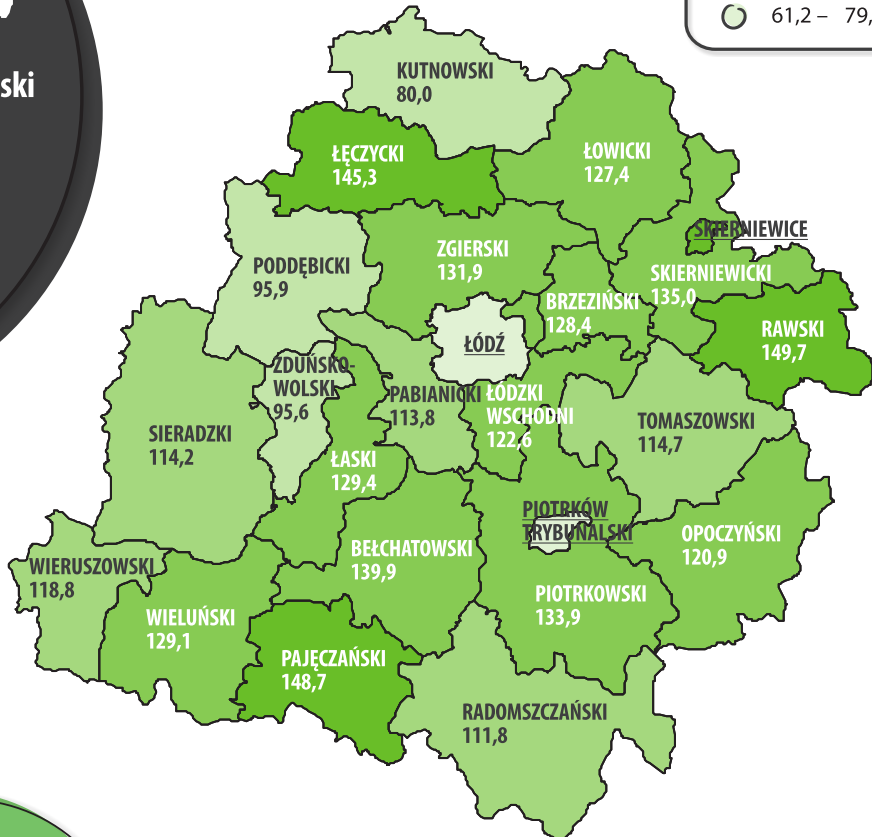 ski
61,2 – 79,
KUTNOWSKI
80,0
ŁĘCZYCKI
145,3
ŁOWICKI
127,4
SKIERNIEWICE
ZGIERSKI
131,9
PODDĘBICKI
95,9
SKIERNIEWICKI
135,0
BRZEZIŃSKI
128,4
RAWSKI
149,7
ŁÓDŹ
ZDUŃSKO-
WOLSKI
95,6
PABIANICKI
113,8
ŁÓDZKI
WSCHODNI
122,6
TOMASZOWSKI
114,7
SIERADZKI
114,2
ŁASKI
129,4
PIOTRKÓW
TRYBUNALSKI
OPOCZYŃSKI
120,9
BEŁCHATOWSKI
139,9
WIERUSZOWSKI
118,8
PIOTRKOWSKI
133,9
WIELUŃSKI
129,1
PAJĘCZAŃSKI
148,7
RADOMSZCZAŃSKI
111,8